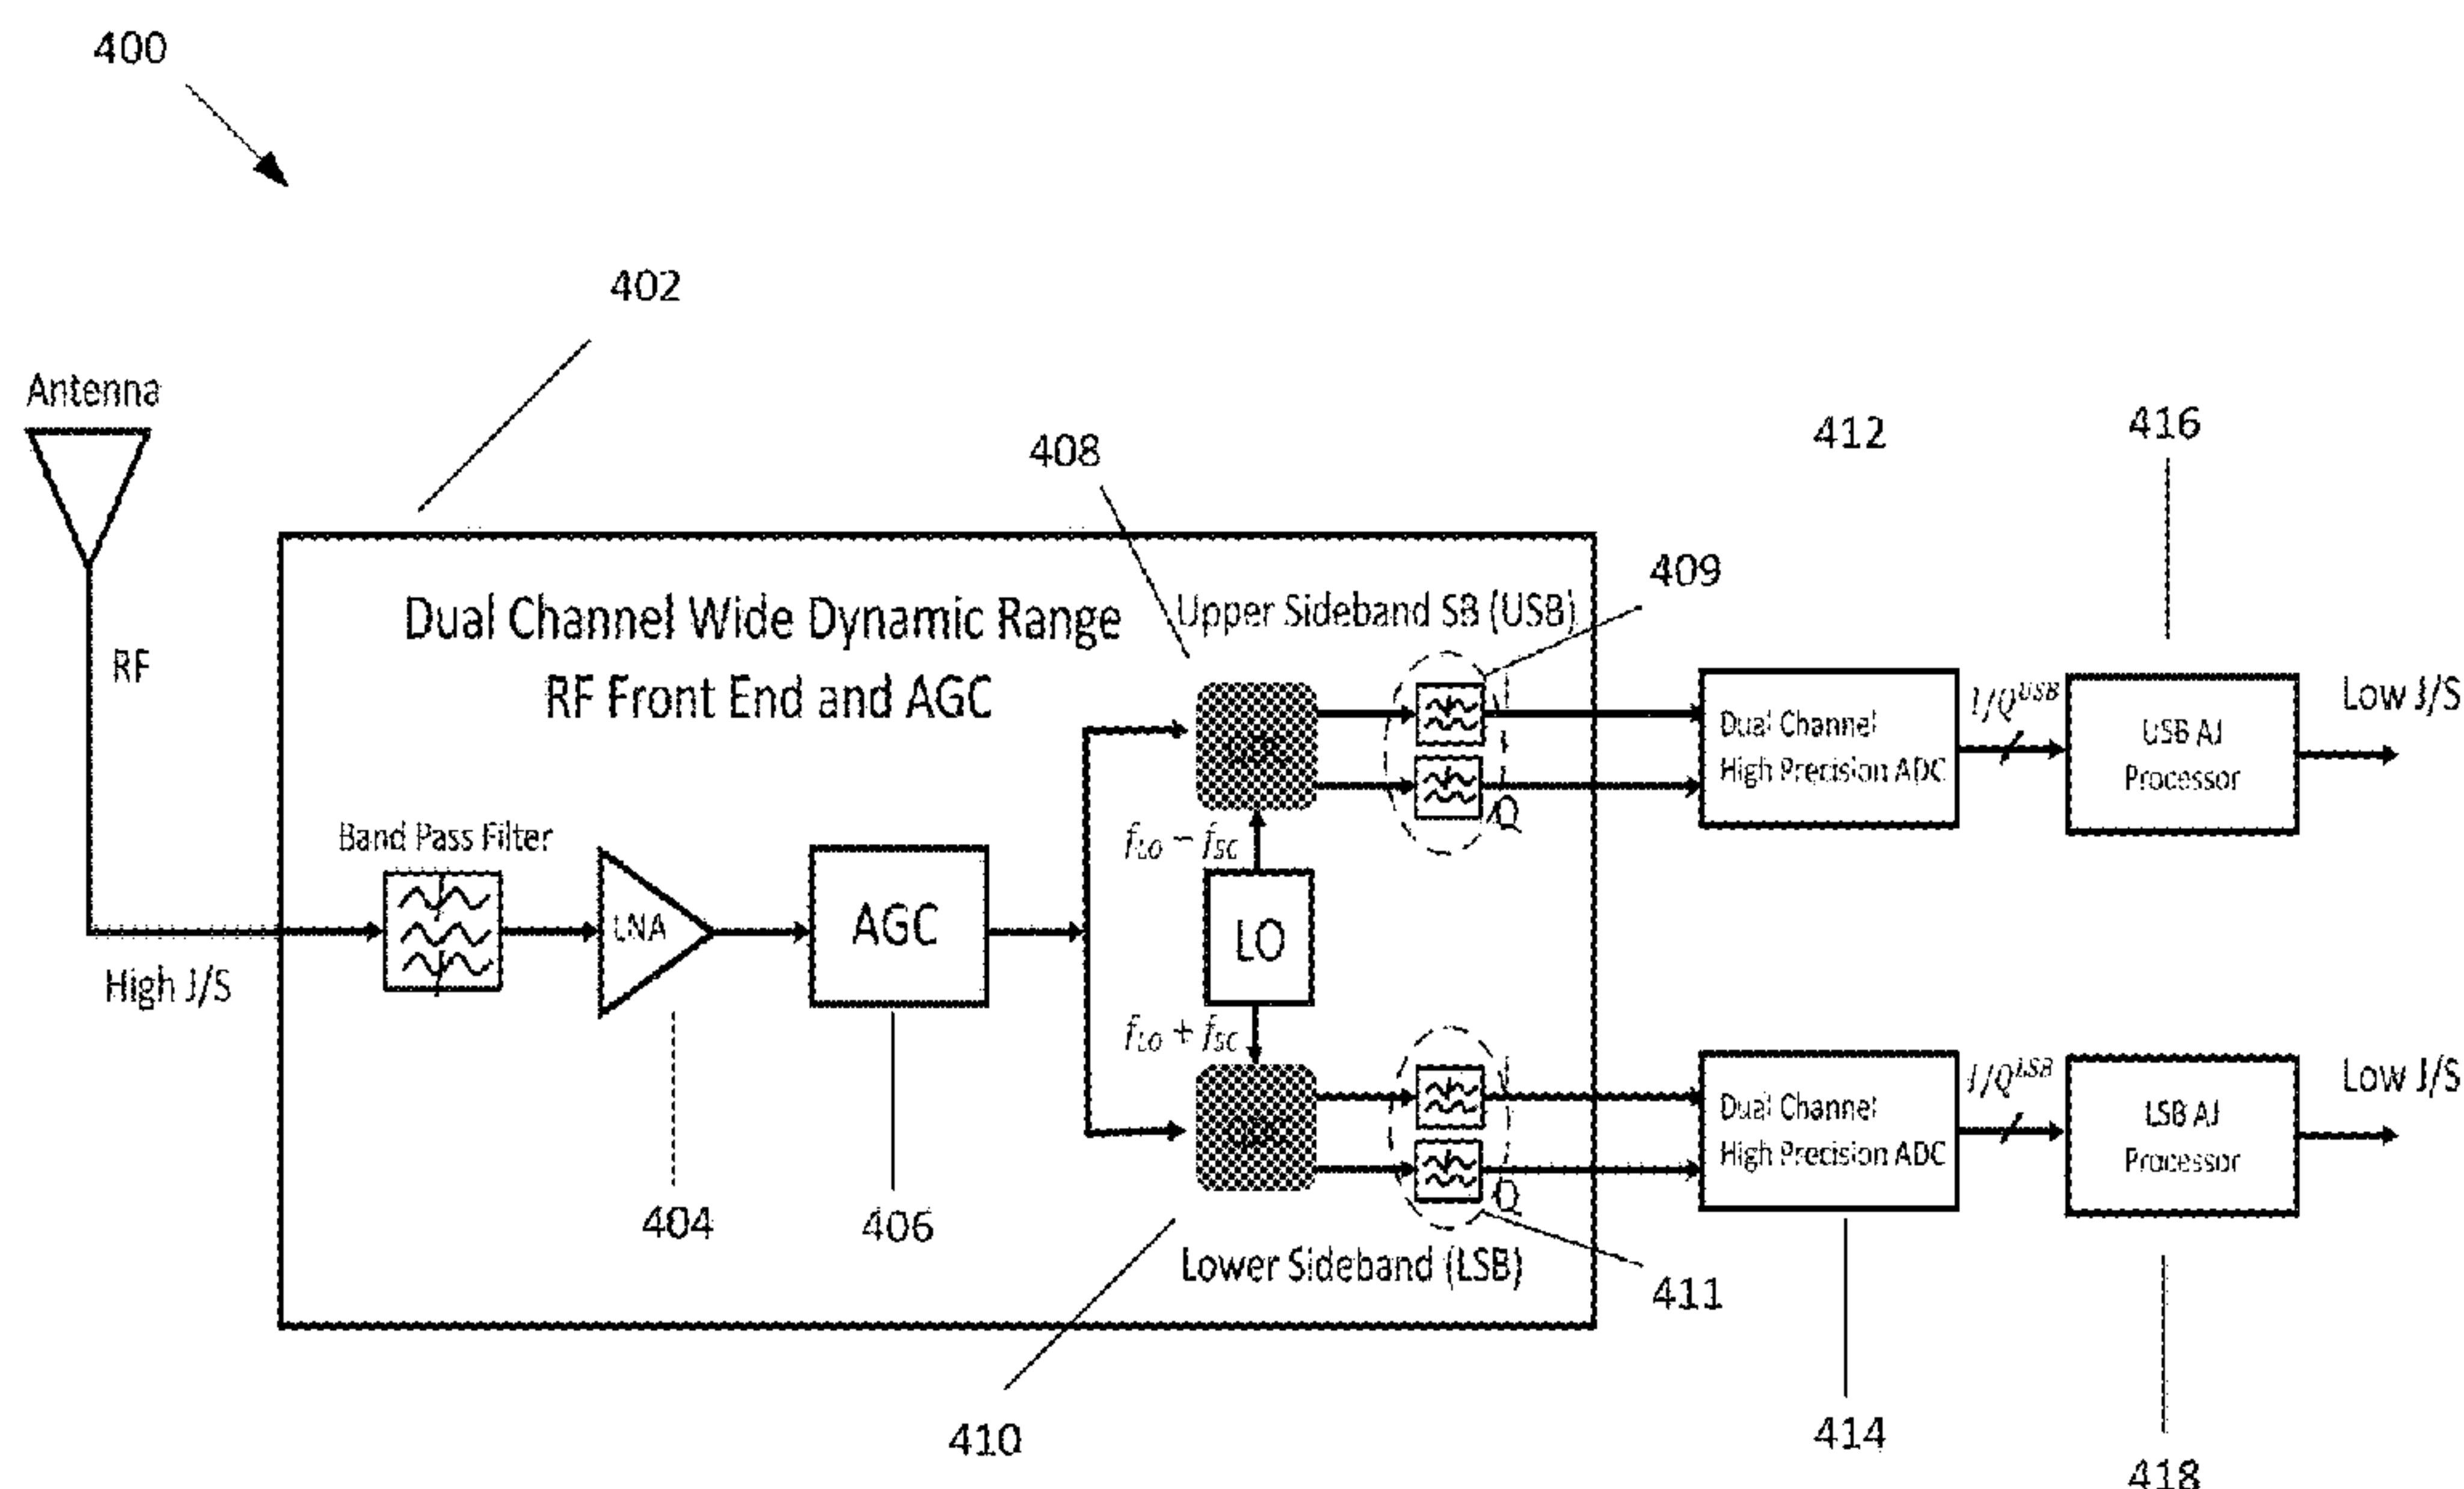 400
402
Antenna
408
412
416
409
Dual Channel Wide Dynamic Range
RF Front End and AGC
Upper Sideband SB (USB)
RF
I
Dual Channel
High Precision ADC
I/Q^USB
USB AJ
Processor
Low J/S
Q
Band Pass Filter
f_LO − f_SC
LNA
AGC
LO
High J/S
f_LO + f_SC
I
Dual Channel
High Precision ADC
I/Q^LSB
LSB AJ
Processor
Low J/S
Q
404
406
Lower Sideband (LSB)
411
410
414
418